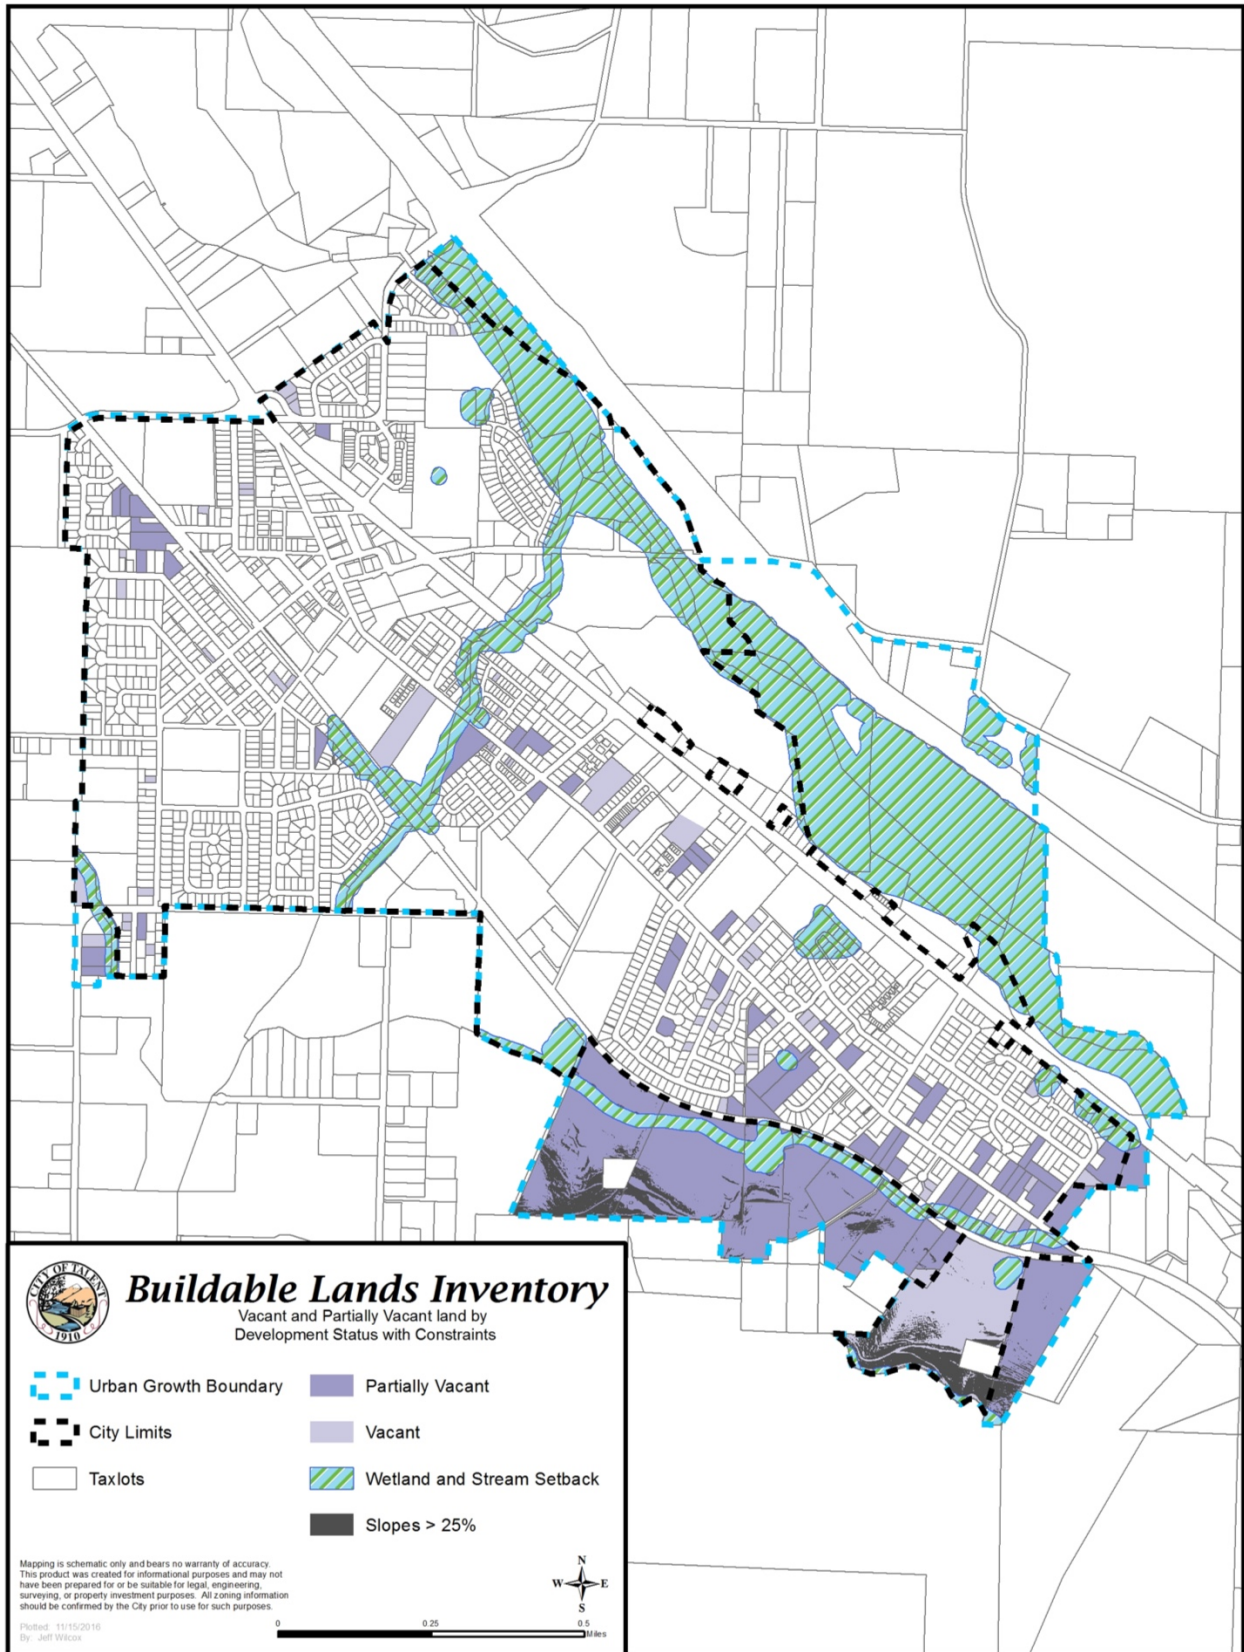 CITY OF TALENT
1910
Buildable Lands Inventory
Vacant and Partially Vacant land by
Development Status with Constraints
Urban Growth Boundary
Partially Vacant
City Limits
Vacant
Taxlots
Wetland and Stream Setback
Slopes > 25%
Mapping is schematic only and bears no warranty of accuracy.
This product was created for informational purposes and may not
have been prepared for or be suitable for legal, engineering,
surveying, or property investment purposes.  All zoning information
should be confirmed by the City prior to use for such purposes.
Plotted:  11/15/2016
By:  Jeff Wilcox
N
W E
S
0 0.25 0.5
Miles